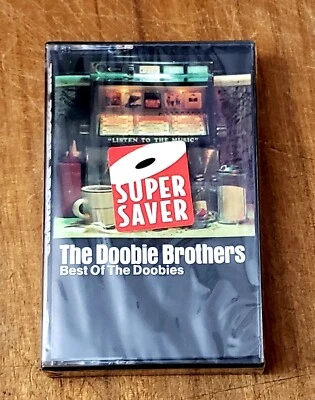 "LISTEN TO THE MUSIC"
SUPER
SAVER
The Doobie Brothers
Best Of The Doobies